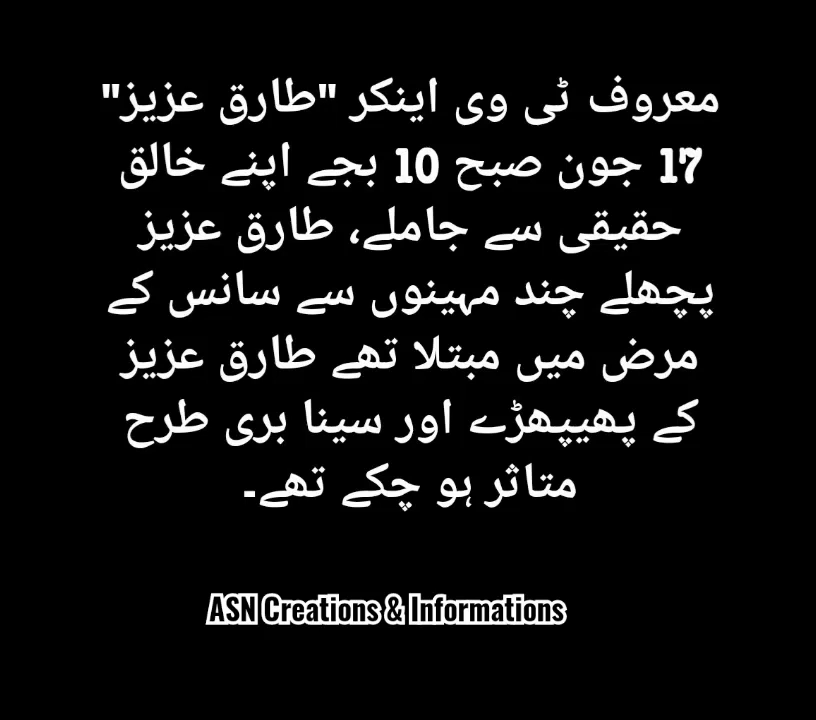 معروف ٹی وی اینکر "طارق عزیز"
17 جون صبح 10 بجے اپنے خالق
حقیقی سے جاملے، طارق عزیز
پچھلے چند مہینوں سے سانس کے
مرض میں مبتلا تھے طارق عزیز
کے پھیپھڑے اور سینا بری طرح
متاثر ہو چکے تھے۔
ASN Creations & Informations